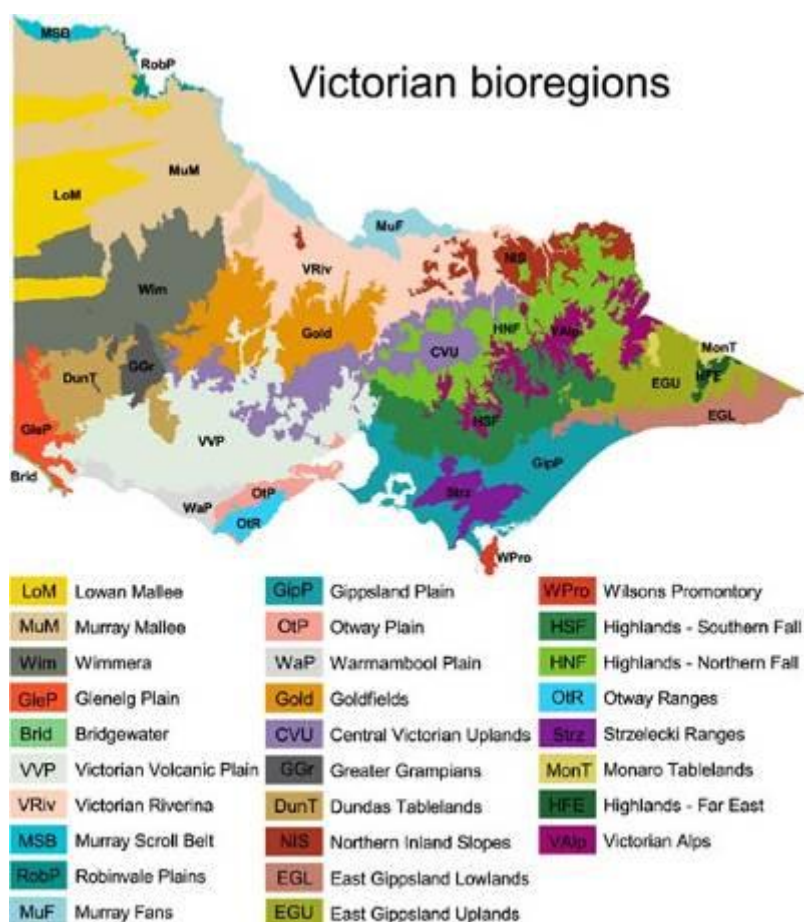 Victorian bioregions
MSB
RobP
MuM
LoM
MuF
VRiv
NIS
Wim
Gold
HNF
VAlp
CVU
MonT
GGr
DunT
EGU
HFE
EGL
HSF
GleP
VVP
GipP
Brid
OtP
Strz
WaP
OtR
WPro
LoM Lowan Mallee
MuM Murray Mallee
Wim Wimmera
GleP Glenelg Plain
Brid Bridgewater
VVP Victorian Volcanic Plain
VRiv Victorian Riverina
MSB Murray Scroll Belt
RobP Robinvale Plains
MuF Murray Fans
GipP Gippsland Plain
OtP Otway Plain
WaP Warrnambool Plain
Gold Goldfields
CVU Central Victorian Uplands
GGr Greater Grampians
DunT Dundas Tablelands
NIS Northern Inland Slopes
EGL East Gippsland Lowlands
EGU East Gippsland Uplands
WPro Wilsons Promontory
HSF Highlands - Southern Fall
HNF Highlands - Northern Fall
OtR Otway Ranges
Strz Strzelecki Ranges
MonT Monaro Tablelands
HFE Highlands - Far East
VAlp Victorian Alps